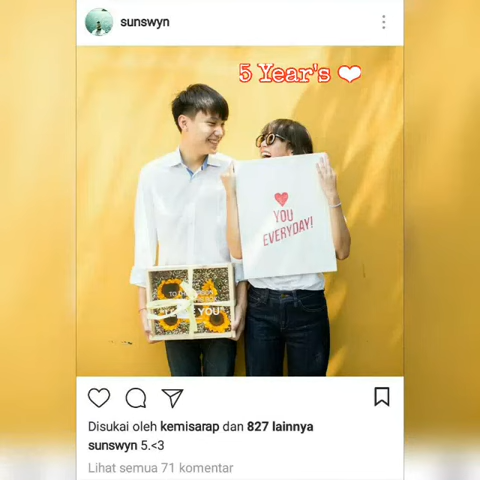 sunswyn
5 Year's ❤
❤
YOU
EVERYDAY!
YOU"
Disukai oleh kemisarap dan 827 lainnya
sunswyn 5.<3
Lihat semua 71 komentar